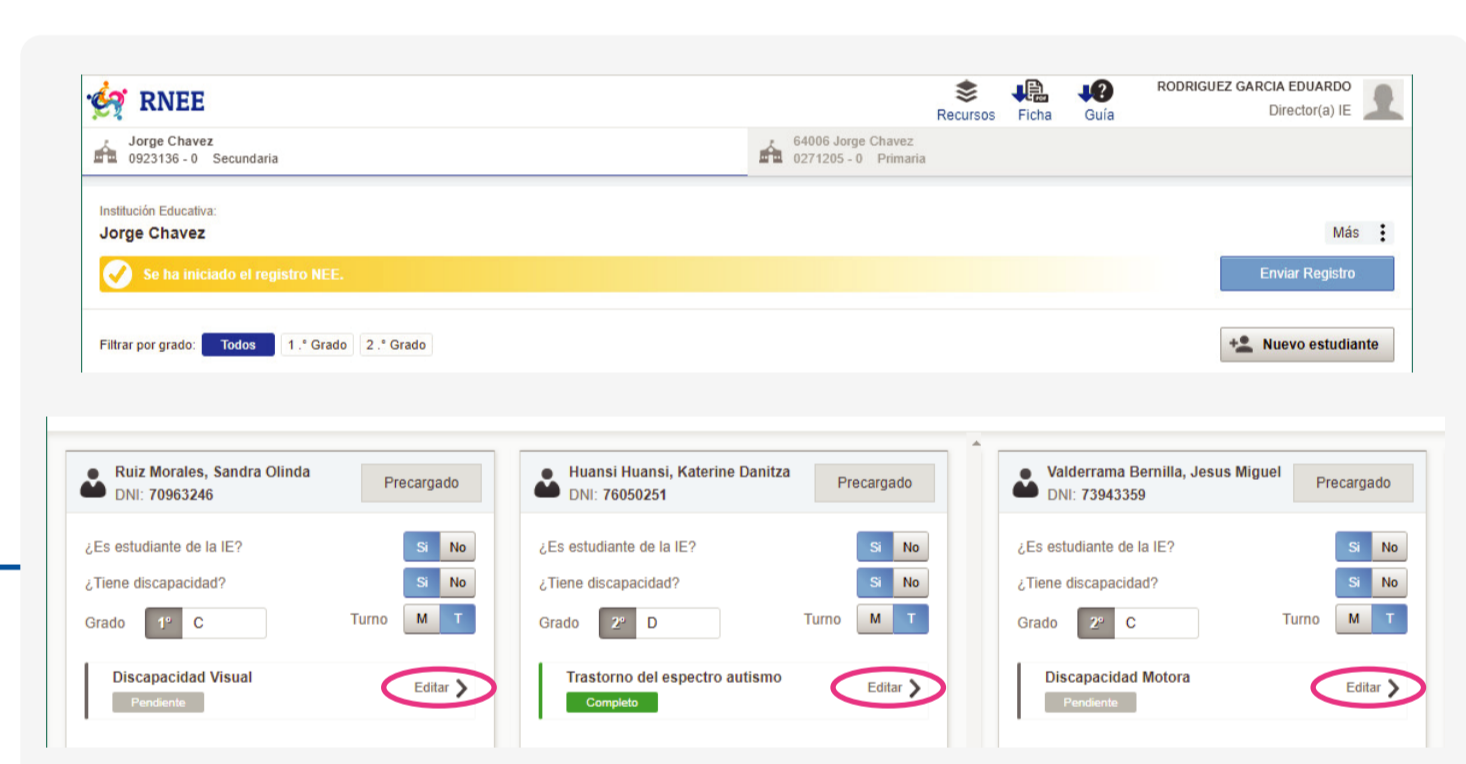 RNEE
Recursos
Ficha
Guía
RODRIGUEZ GARCIA EDUARDO
Director(a) IE
Jorge Chavez
0923136 - 0 Secundaria
64006 Jorge Chavez
0271205 - 0 Primaria
Institución Educativa:
Jorge Chavez
Más
Se ha iniciado el registro NEE.
Enviar Registro
Filtrar por grado: Todos 1 .° Grado 2 .° Grado
Nuevo estudiante
Ruiz Morales, Sandra Olinda
DNI: 70963246
Precargado
¿Es estudiante de la IE? Si No
¿Tiene discapacidad? Si No
Grado 1º C Turno M T
Discapacidad Visual
Pendiente
Editar
Huansi Huansi, Katerine Danitza
DNI: 76050251
Precargado
¿Es estudiante de la IE? Si No
¿Tiene discapacidad? Si No
Grado 2º D Turno M T
Trastorno del espectro autismo
Completo
Editar
Valderrama Bernilla, Jesus Miguel
DNI: 73943359
Precargado
¿Es estudiante de la IE? Si No
¿Tiene discapacidad? Si No
Grado 2º C Turno M T
Discapacidad Motora
Pendiente
Editar